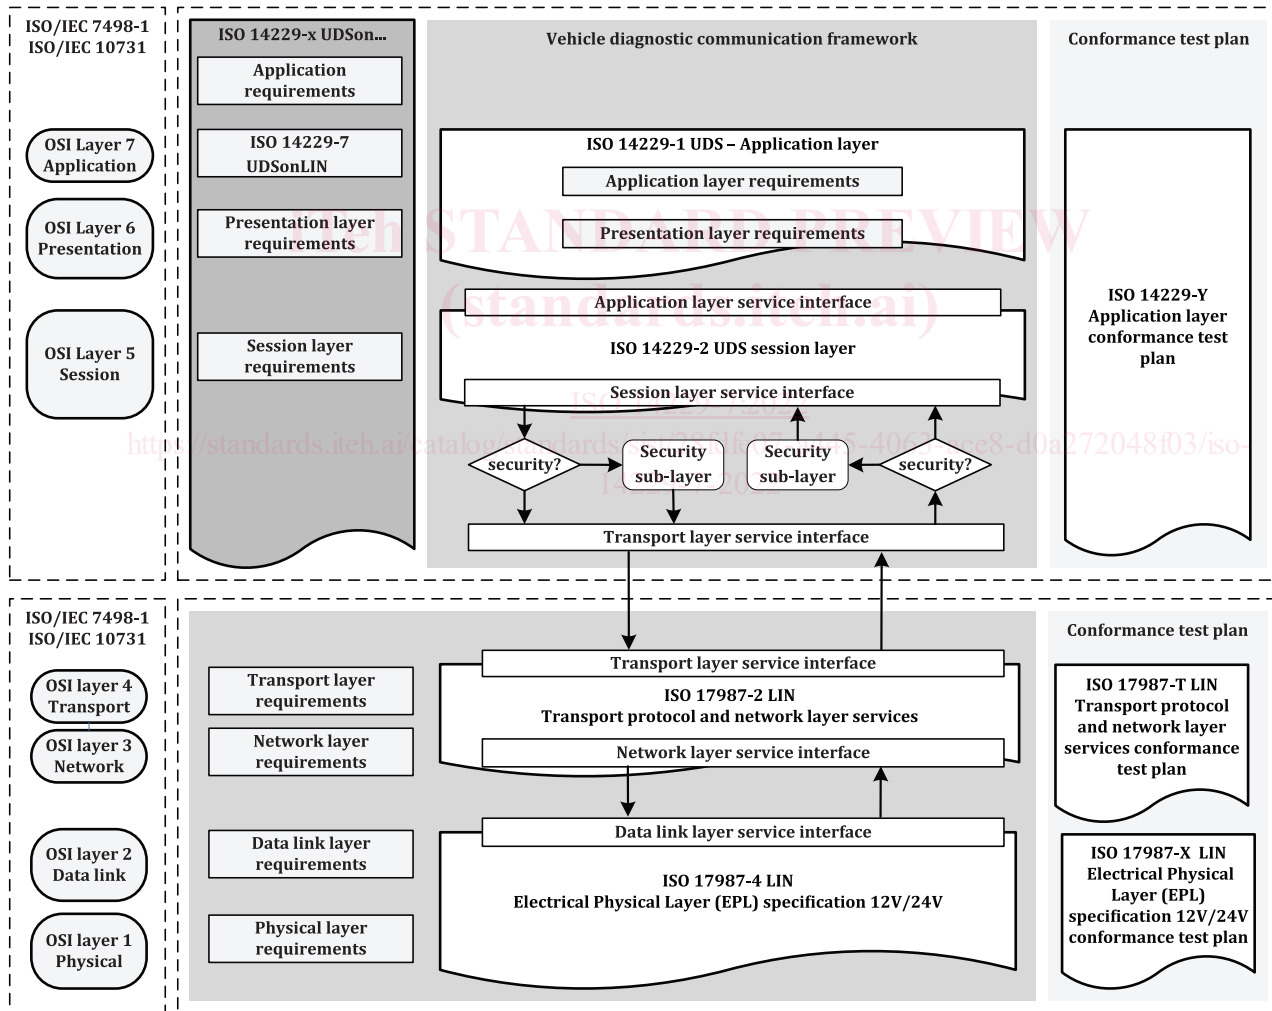 ISO/IEC 7498-1
ISO/IEC 10731
OSI Layer 7
Application
OSI Layer 6
Presentation
OSI Layer 5
Session
ISO 14229-x UDSon...
Application
requirements
ISO 14229-7
UDSonLIN
Presentation layer
requirements
Session layer
requirements
Vehicle diagnostic communication framework
ISO 14229-1 UDS – Application layer
Application layer requirements
Presentation layer requirements
iTeh STANDARD PREVIEW
(standards.iteh.ai)
Application layer service interface
ISO 14229-2 UDS session layer
Session layer service interface
ISO 14229-7:2022
security?
Security
sub-layer
Security
sub-layer
security?
14229-7-2022
Transport layer service interface
Conformance test plan
ISO 14229-Y
Application layer
conformance test
plan
ISO/IEC 7498-1
ISO/IEC 10731
OSI layer 4
Transport
OSI layer 3
Network
OSI layer 2
Data link
OSI layer 1
Physical
Transport layer
requirements
Network layer
requirements
Data link layer
requirements
Physical layer
requirements
Transport layer service interface
ISO 17987-2 LIN
Transport protocol and network layer services
Network layer service interface
Data link layer service interface
ISO 17987-4 LIN
Electrical Physical Layer (EPL) specification 12V/24V
Conformance test plan
ISO 17987-T LIN
Transport protocol
and network layer
services conformance
test plan
ISO 17987-X LIN
Electrical Physical
Layer (EPL)
specification 12V/24V
conformance test plan